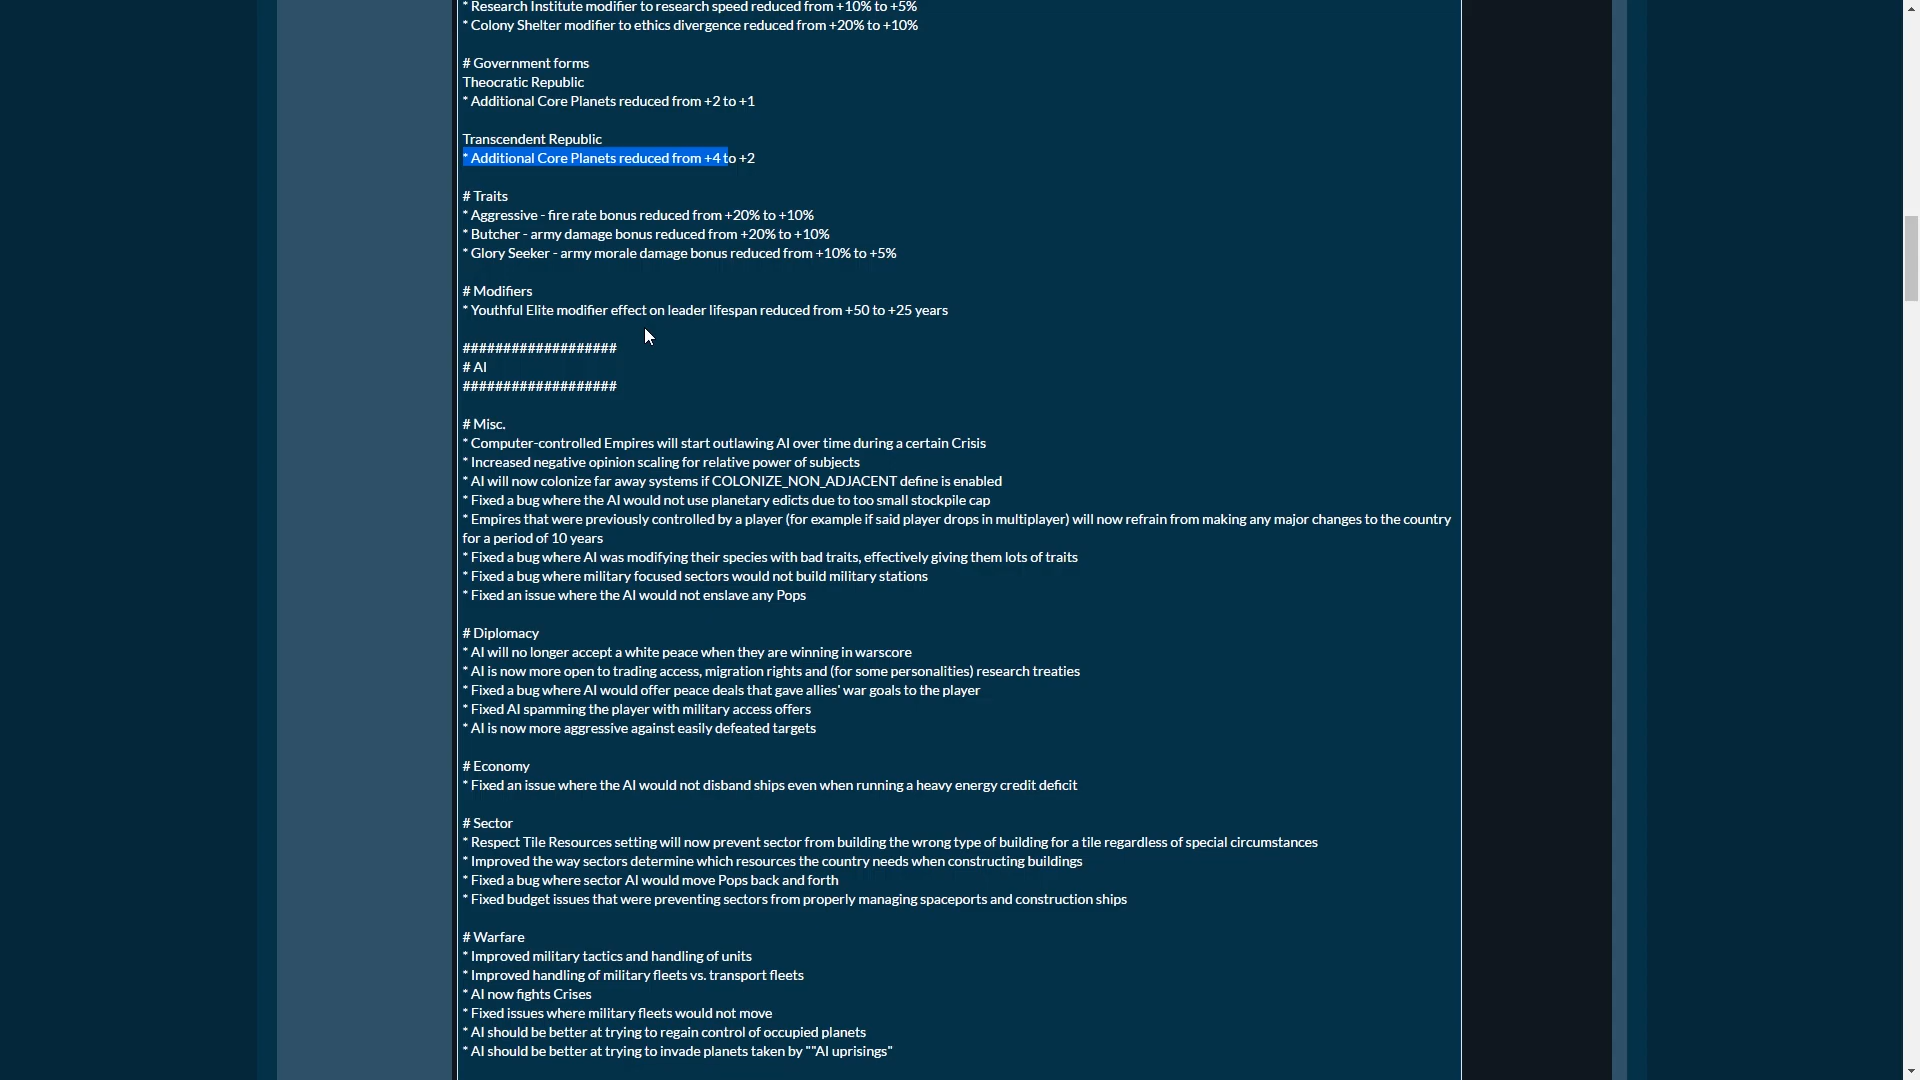 * Research Institute modifier to research speed reduced from +10% to +5%
* Colony Shelter modifier to ethics divergence reduced from +20% to +10%
# Government forms
Theocratic Republic
* Additional Core Planets reduced from +2 to +1
Transcendent Republic
* Additional Core Planets reduced from +4 to +2
# Traits
* Aggressive - fire rate bonus reduced from +20% to +10%
* Butcher - army damage bonus reduced from +20% to +10%
* Glory Seeker - army morale damage bonus reduced from +10% to +5%
# Modifiers
* Youthful Elite modifier effect on leader lifespan reduced from +50 to +25 years
###################
# AI
###################
# Misc.
* Computer-controlled Empires will start outlawing AI over time during a certain Crisis
* Increased negative opinion scaling for relative power of subjects
* AI will now colonize far away systems if COLONIZE_NON_ADJACENT define is enabled
* Fixed a bug where the AI would not use planetary edicts due to too small stockpile cap
* Empires that were previously controlled by a player (for example if said player drops in multiplayer) will now refrain from making any major changes to the country
for a period of 10 years
* Fixed a bug where AI was modifying their species with bad traits, effectively giving them lots of traits
* Fixed a bug where military focused sectors would not build military stations
* Fixed an issue where the AI would not enslave any Pops
# Diplomacy
* AI will no longer accept a white peace when they are winning in warscore
* AI is now more open to trading access, migration rights and (for some personalities) research treaties
* Fixed a bug where AI would offer peace deals that gave allies' war goals to the player
* Fixed AI spamming the player with military access offers
* AI is now more aggressive against easily defeated targets
# Economy
* Fixed an issue where the AI would not disband ships even when running a heavy energy credit deficit
# Sector
* Respect Tile Resources setting will now prevent sector from building the wrong type of building for a tile regardless of special circumstances
* Improved the way sectors determine which resources the country needs when constructing buildings
* Fixed a bug where sector AI would move Pops back and forth
* Fixed budget issues that were preventing sectors from properly managing spaceports and construction ships
# Warfare
* Improved military tactics and handling of units
* Improved handling of military fleets vs. transport fleets
* AI now fights Crises
* Fixed issues where military fleets would not move
* AI should be better at trying to regain control of occupied planets
* AI should be better at trying to invade planets taken by ""AI uprisings"